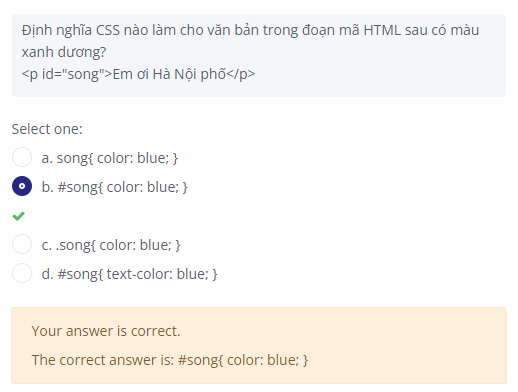 Định nghĩa CSS nào làm cho văn bản trong đoạn mã HTML sau có màu
xanh dương?
<p id="song">Em ơi Hà Nội phố</p>
Select one:
a. song{ color: blue; }
b. #song{ color: blue; }
c. .song{ color: blue; }
d. #song{ text-color: blue; }
Your answer is correct.
The correct answer is: #song{ color: blue; }